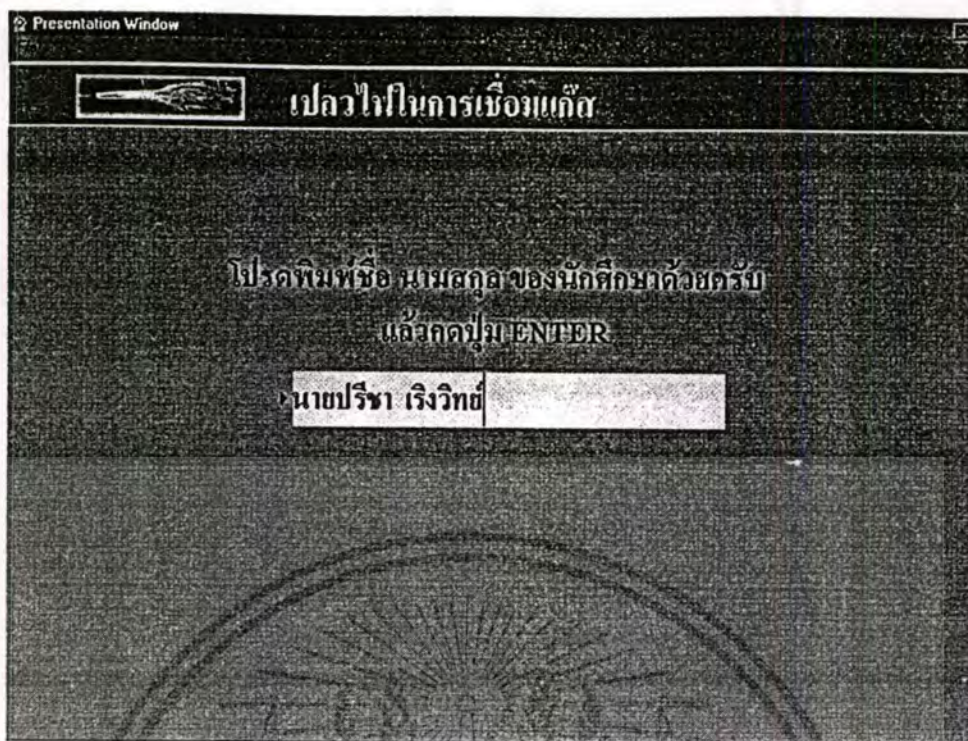 Presentation Window
เปลวไฟในการเชื่อมแก๊ส
โปรดพิมพ์ชื่อ นามสกุล ของนักศึกษาด้วยครับ
แล้วกดปุ่ม ENTER
นายปรีชา เริงวิทย์